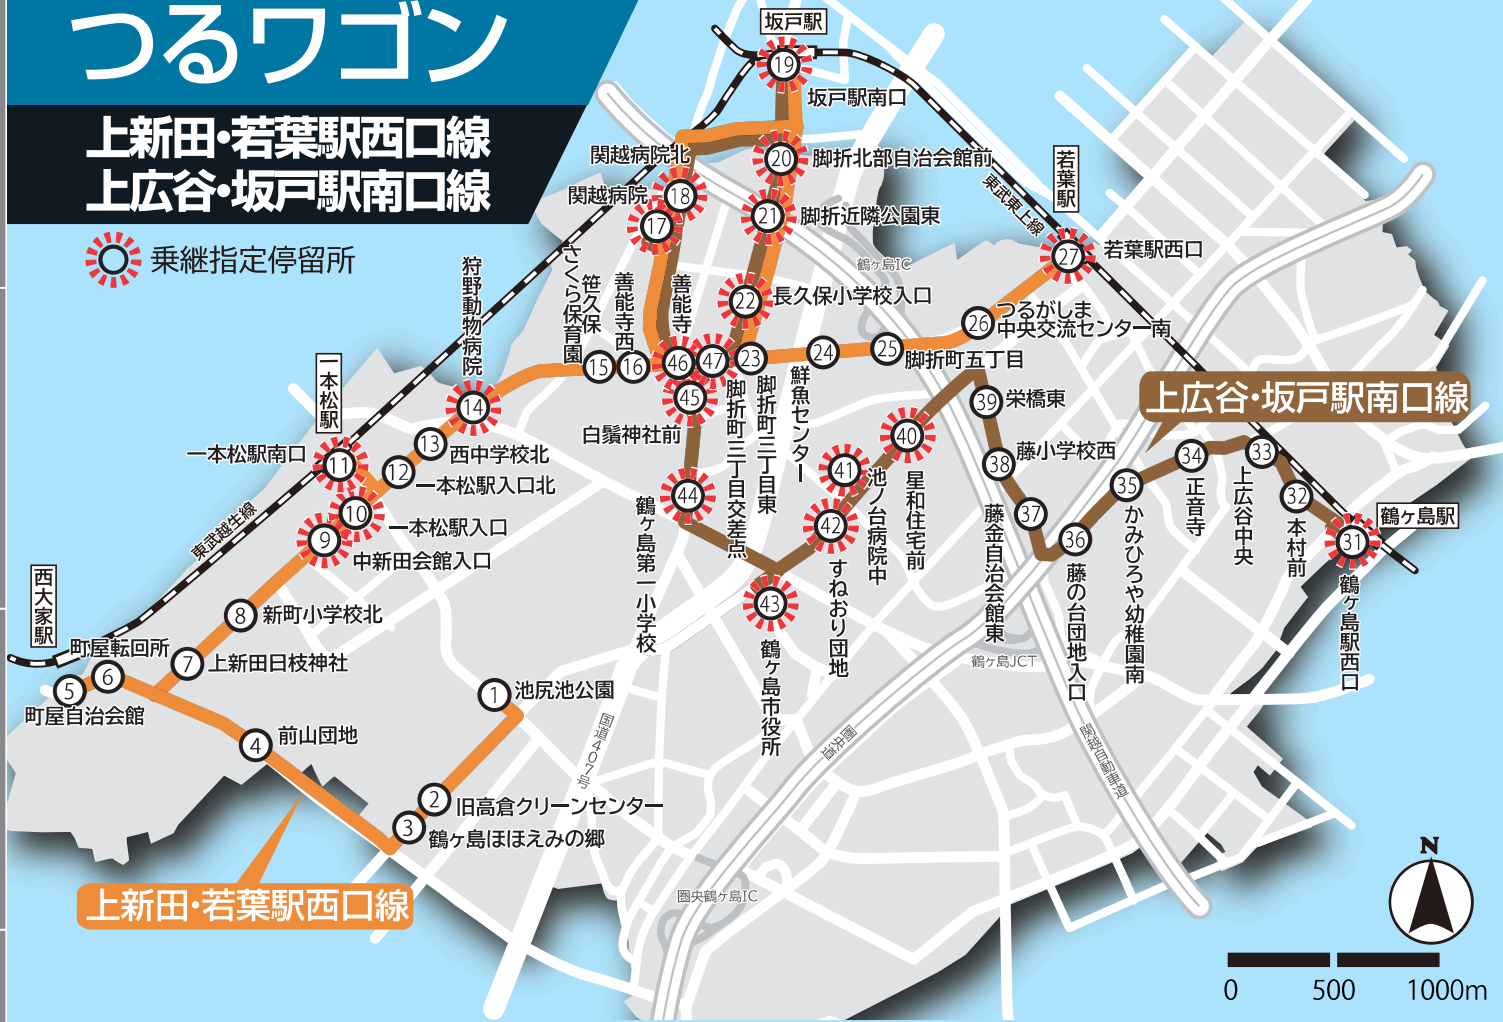 つるワゴン
上新田・若葉駅西口線
上広谷・坂戸駅南口線
乗継指定停留所
坂戸駅
19
坂戸駅南口
関越病院北
18
20
脚折北部自治会館前
関越病院
17
21
脚折近隣公園東
若葉駅
東武東上線
27
若葉駅西口
鶴ヶ島IC
狩野動物病院
さくら保育園
笹久保
善能寺西
善能寺
22
長久保小学校入口
26
つるがしま
中央交流センター南
15
16
46
47
23
24
25
脚折町五丁目
一本松駅
14
45
白鬚神社前
脚折町三丁目交差点
脚折町三丁目東
鮮魚センター
39
栄橋東
上広谷・坂戸駅南口線
一本松駅南口
11
13
西中学校北
12
一本松駅入口北
40
星和住宅前
41
池ノ台病院中
38
藤小学校西
34
正音寺
33
上広谷中央
35
かみひろや幼稚園南
32
本村前
10
一本松駅入口
9
中新田会館入口
44
鶴ヶ島第一小学校
42
すねおり団地
37
藤金自治会館東
36
藤の台団地入口
31
鶴ヶ島駅
鶴ヶ島駅西口
東武越生線
西大家駅
8
新町小学校北
43
鶴ヶ島市役所
町屋転回所
7
上新田日枝神社
6
5
町屋自治会館
1
池尻池公園
鶴ヶ島JCT
4
前山団地
国道407号
圏央道
関越自動車道
2
旧高倉クリーンセンター
3
鶴ヶ島ほほえみの郷
上新田・若葉駅西口線
圏央鶴ヶ島IC
N
0 500 1000m